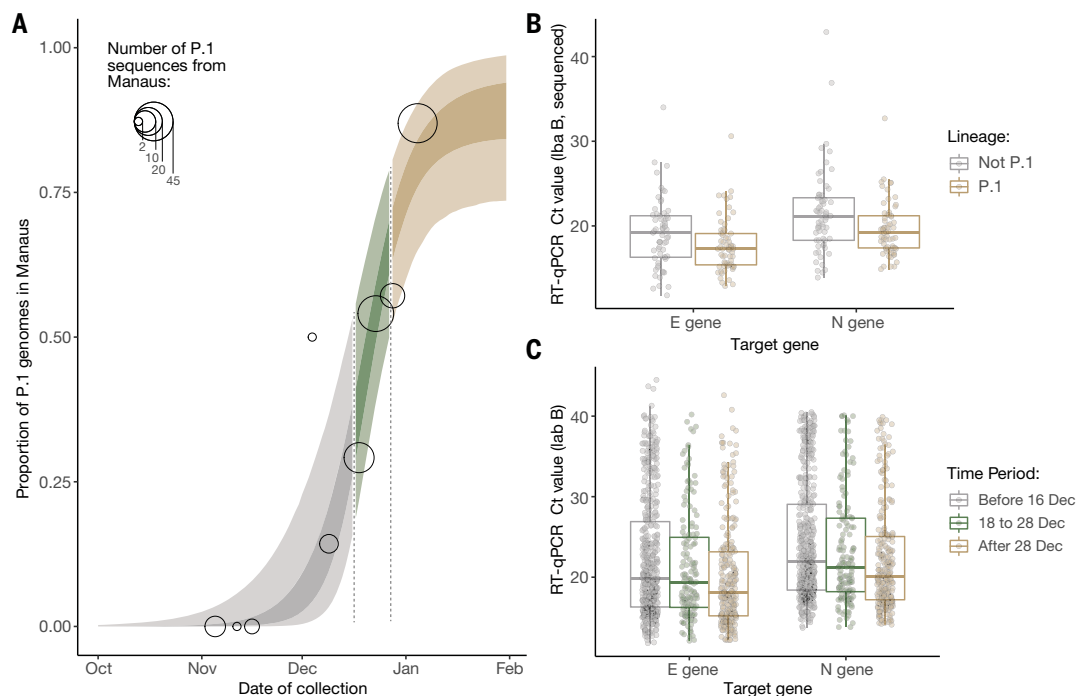 A
Number of P.1
sequences from
Manaus:
2
10
20
45
1.00
0.75
0.50
0.25
0.00
Proportion of P.1 genomes in Manaus
Oct
Nov
Dec
Jan
Feb
Date of collection
B
RT-qPCR Ct value (lba B, sequenced)
40
30
20
E gene
N gene
Target gene
Lineage:
Not P.1
P.1
C
RT-qPCR Ct value (lab B)
40
30
20
E gene
N gene
Target gene
Time Period:
Before 16 Dec
18 to 28 Dec
After 28 Dec